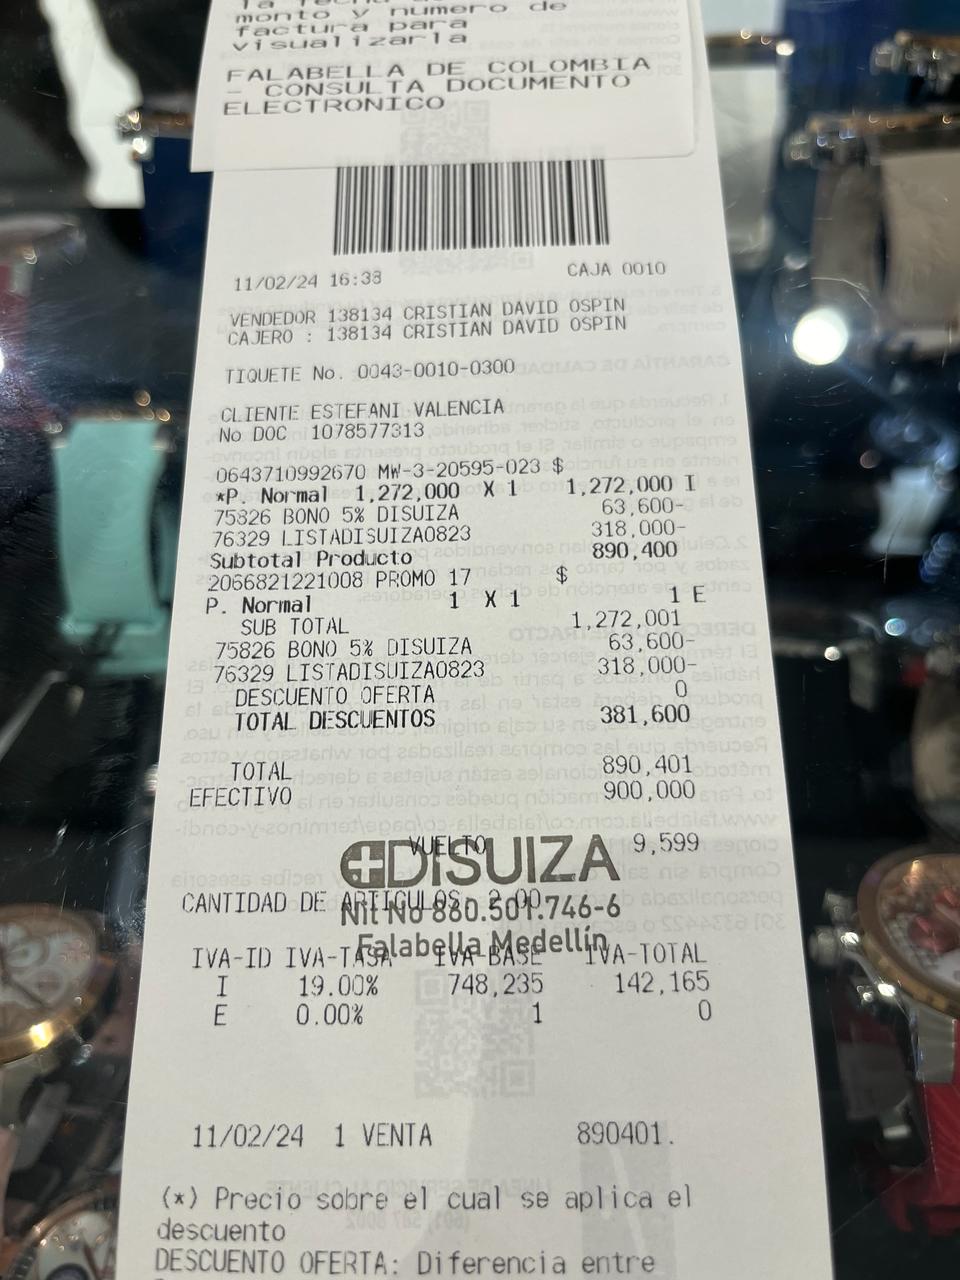 monto y numero de
factura para
visualizarla
FALABELLA DE COLOMBIA
- CONSULTA DOCUMENTO
ELECTRONICO
11/02/24 16:38 CAJA 0010
VENDEDOR 138134 CRISTIAN DAVID OSPIN
CAJERO : 138134 CRISTIAN DAVID OSPIN
TIQUETE No. 0043-0010-0300
CLIENTE ESTEFANI VALENCIA
No DOC 1078577313
0643710992670 MW-3-20595-023 $
*P. Normal 1,272,000 X 1 1,272,000 I
75826 BONO 5% DISUIZA 63,600-
76329 LISTADISUIZA0823 318,000-
Subtotal Producto 890,400
2066821221008 PROMO 17 $
P. Normal 1 X 1 1 E
SUB TOTAL 1,272,001
75826 BONO 5% DISUIZA 63,600-
76329 LISTADISUIZA0823 318,000-
DESCUENTO OFERTA 0
TOTAL DESCUENTOS 381,600
TOTAL 890,401
EFECTIVO 900,000
VUELTO 9,599
DISUIZA
CANTIDAD DE ARTICULOS 2.00
Nit No 860.501.746-6
Falabella Medellín
IVA-ID IVA-TASA IVA-BASE IVA-TOTAL
I 19.00% 748,235 142,165
E 0.00% 1 0
11/02/24 1 VENTA 890401.
(*) Precio sobre el cual se aplica el
descuento
DESCUENTO OFERTA: Diferencia entre